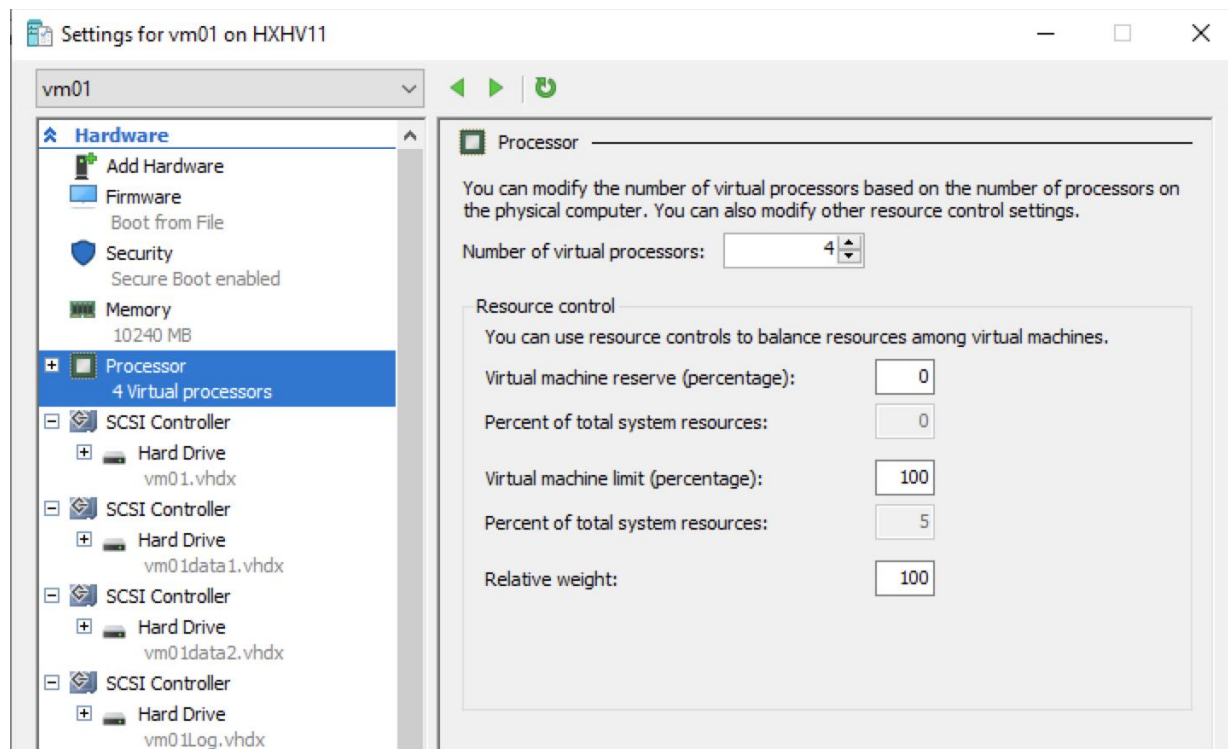 Settings for vm01 on HXHV11
vm01
Hardware
Add Hardware
Firmware
Boot from File
Security
Secure Boot enabled
Memory
10240 MB
Processor
4 Virtual processors
SCSI Controller
Hard Drive
vm01.vhdx
SCSI Controller
Hard Drive
vm01data1.vhdx
SCSI Controller
Hard Drive
vm01data2.vhdx
SCSI Controller
Hard Drive
vm01Log.vhdx
Processor
You can modify the number of virtual processors based on the number of processors on
the physical computer. You can also modify other resource control settings.
Number of virtual processors: 4
Resource control
You can use resource controls to balance resources among virtual machines.
Virtual machine reserve (percentage): 0
Percent of total system resources: 0
Virtual machine limit (percentage): 100
Percent of total system resources: 5
Relative weight: 100